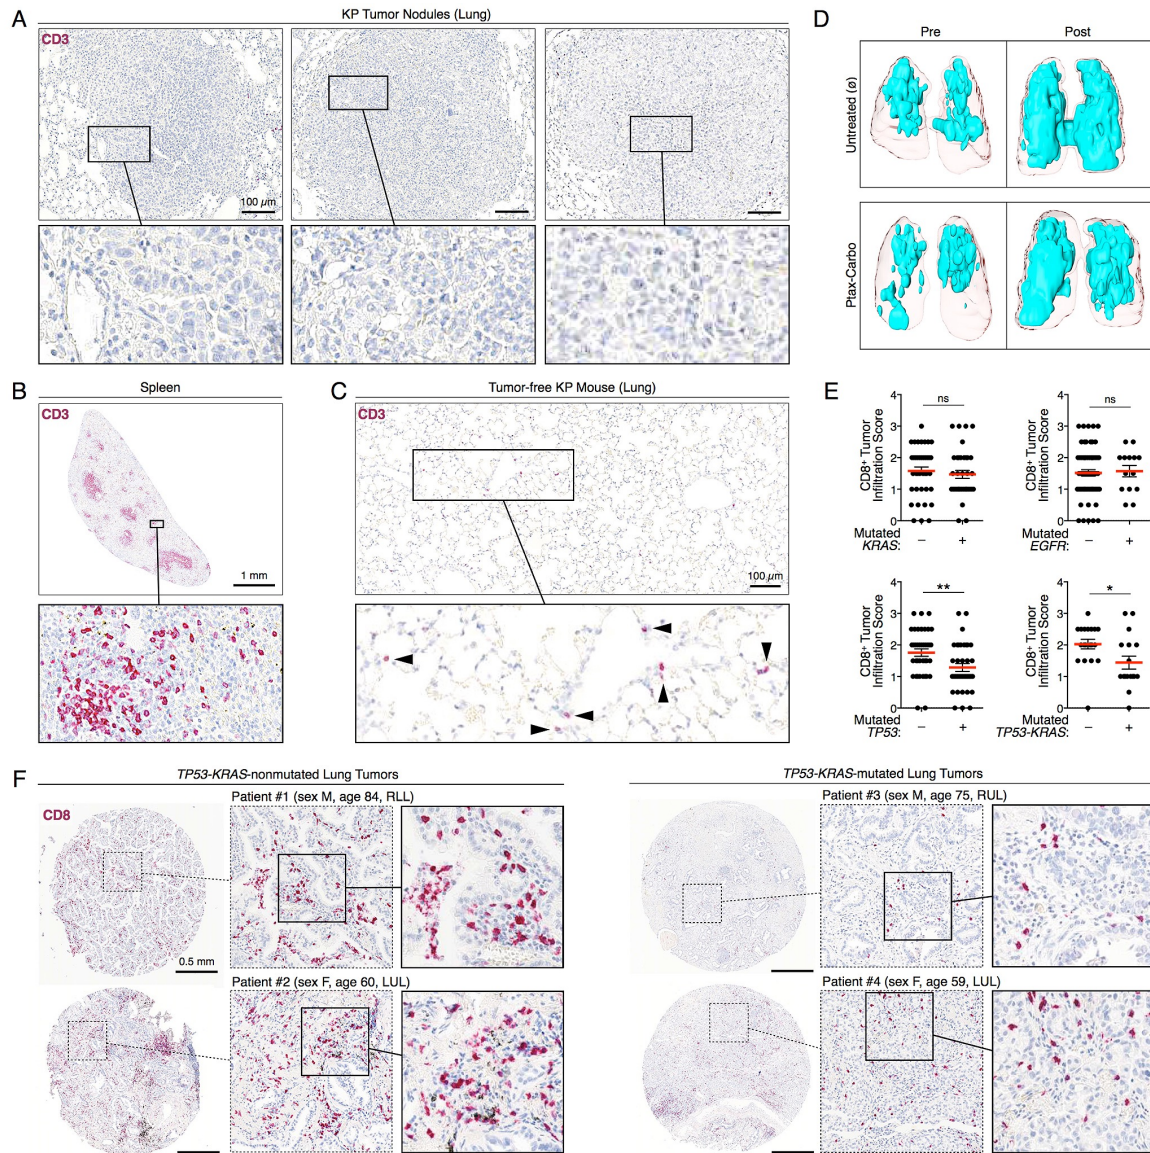 A
KP Tumor Nodules (Lung)
CD3
100 µm
B
Spleen
CD3
1 mm
C
Tumor-free KP Mouse (Lung)
CD3
100 µm
D
Pre
Post
Untreated (ø)
Ptax-Carbo
E
ns
CD8+ Tumor
Infiltration Score
4
3
2
1
0
Mutated
KRAS:
–
+
ns
CD8+ Tumor
Infiltration Score
4
3
2
1
0
Mutated
EGFR:
–
+
**
CD8+ Tumor
Infiltration Score
4
3
2
1
0
Mutated
TP53:
–
+
*
CD8+ Tumor
Infiltration Score
4
3
2
1
0
Mutated
TP53-KRAS:
–
+
F
TP53-KRAS-nonmutated Lung Tumors
CD8
Patient #1 (sex M, age 84, RLL)
0.5 mm
Patient #2 (sex F, age 60, LUL)
TP53-KRAS-mutated Lung Tumors
Patient #3 (sex M, age 75, RUL)
Patient #4 (sex F, age 59, LUL)